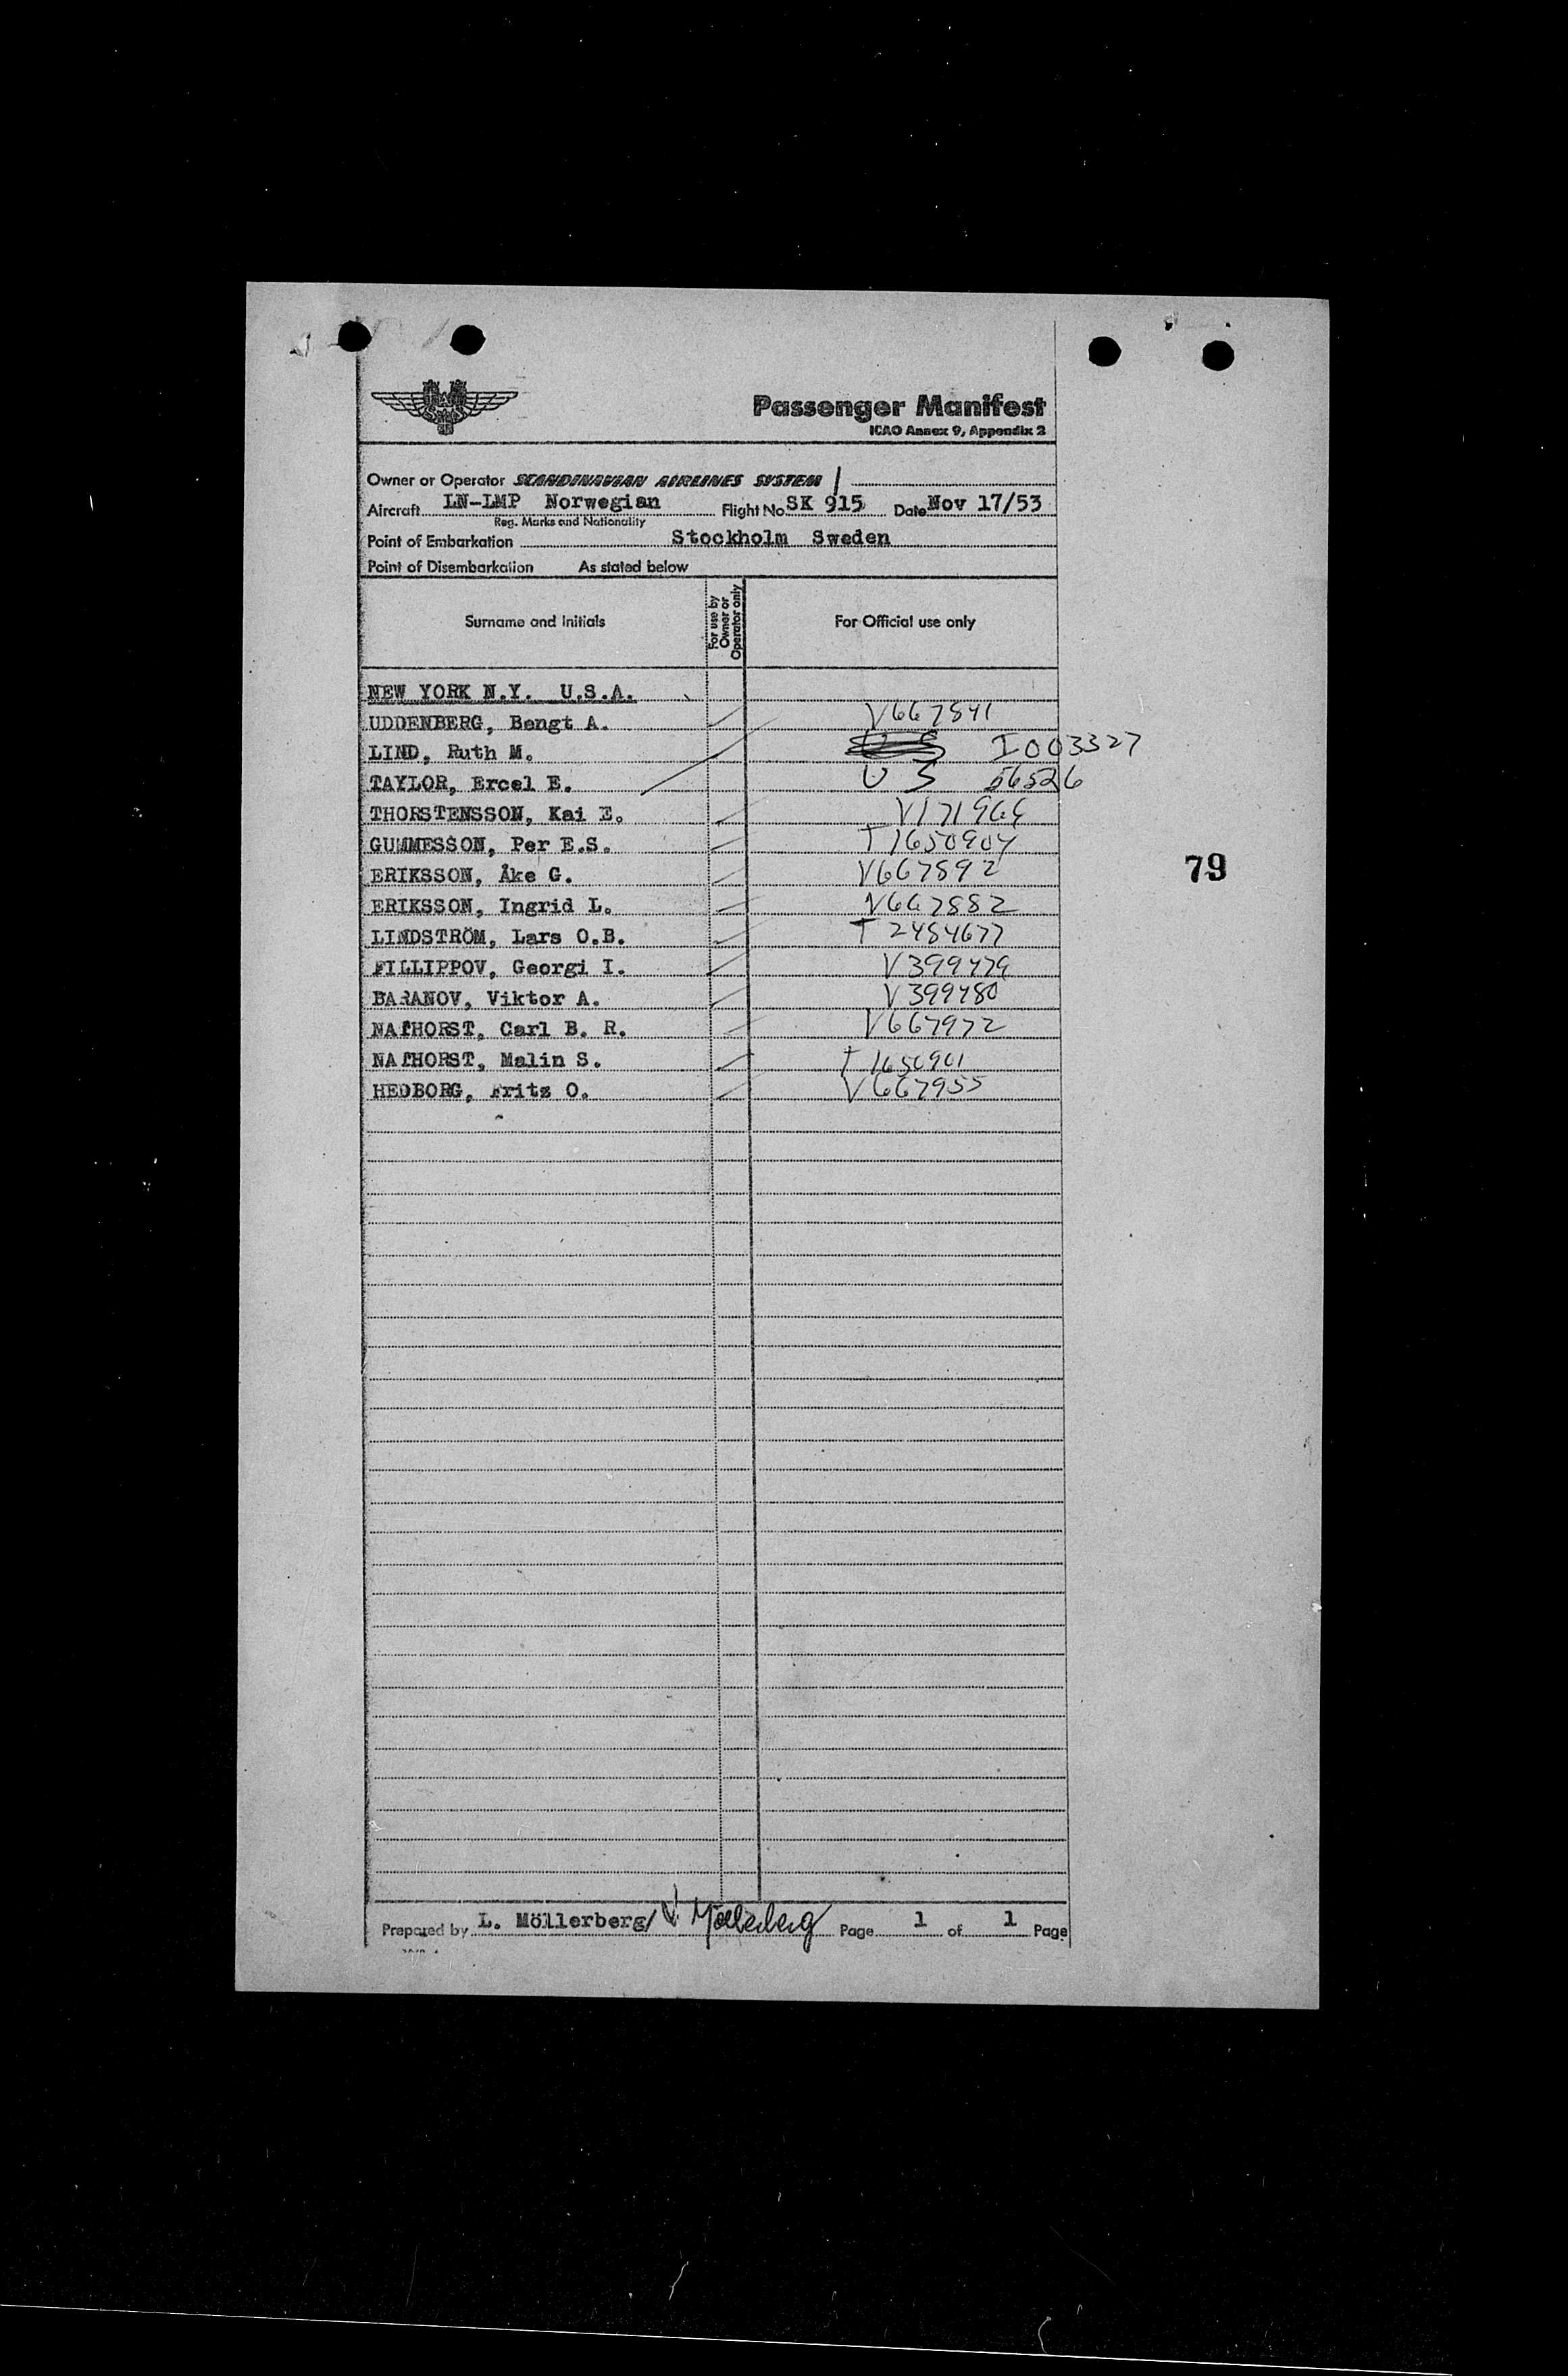 Passenger Manifest
ICAO Annex 9, Appendix 2
Owner or Operator SCANDINAVIAN AIRLINES SYSTEM
Aircraft LN-LMP Norwegian Flight No SK 915 Date Nov 17/53
Reg. Marks and Nationality
Point of Embarkation Stockholm Sweden
Point of Disembarkation As stated below
Surname and Initials For use by Owner or Operator only For Official use only
NEW YORK N.Y. U.S.A.
UDDENBERG, Bengt A. V667841
LIND, Ruth M. I003327
TAYLOR, Ercel E. US 56526
THORSTENSSON, Kai E.
GUMMESSON, Per E.S. T1650904
ERIKSSON, Åke G. V667892
ERIKSSON, Ingrid L. V667882
LINDSTRÖM, Lars O.B. T2484677
FILLIPPOV, Georgi I. V399479
BARANOV, Viktor A. V399480
NATHORST, Carl B. R. V667972
NATHORST, Malin S. T1650901
HEDBORG, Fritz O. V667955
79
Prepared by L. Möllerberg/ Möllerberg Page 1 of 1 Page